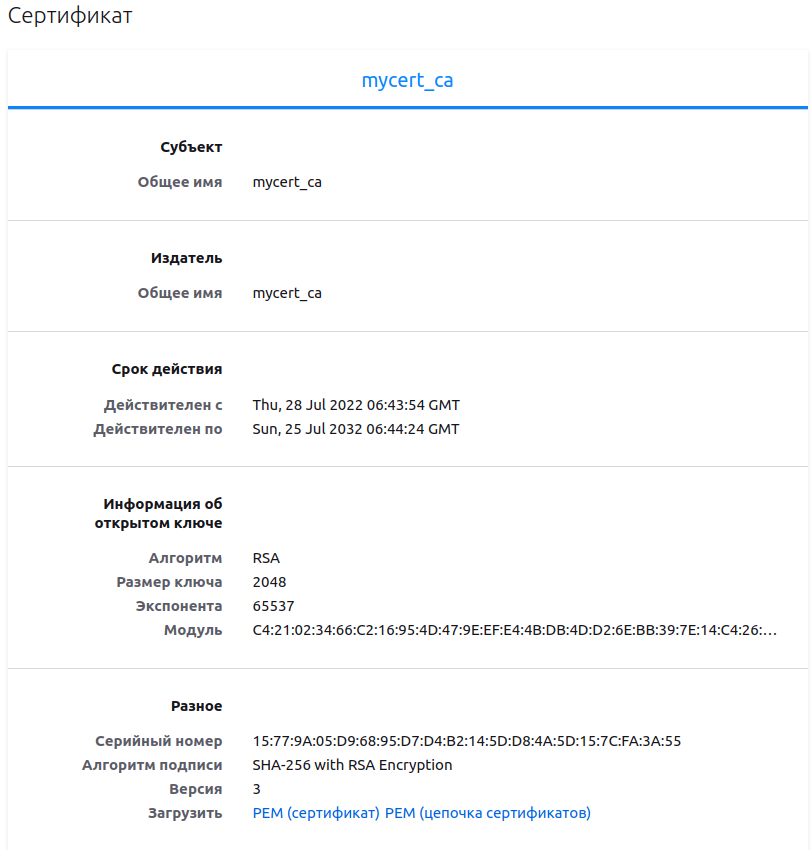 Сертификат
mycert_ca
Субъект
Общее имя mycert_ca
Издатель
Общее имя mycert_ca
Срок действия
Действителен с Thu, 28 Jul 2022 06:43:54 GMT
Действителен по Sun, 25 Jul 2032 06:44:24 GMT
Информация об
открытом ключе
Алгоритм RSA
Размер ключа 2048
Экспонента 65537
Модуль C4:21:02:34:66:C2:16:95:4D:47:9E:EF:E4:4B:DB:4D:D2:6E:BB:39:7E:14:C4:26:…
Разное
Серийный номер 15:77:9A:05:D9:68:95:D7:D4:B2:14:5D:D8:4A:5D:15:7C:FA:3A:55
Алгоритм подписи SHA-256 with RSA Encryption
Версия 3
Загрузить PEM (сертификат) PEM (цепочка сертификатов)